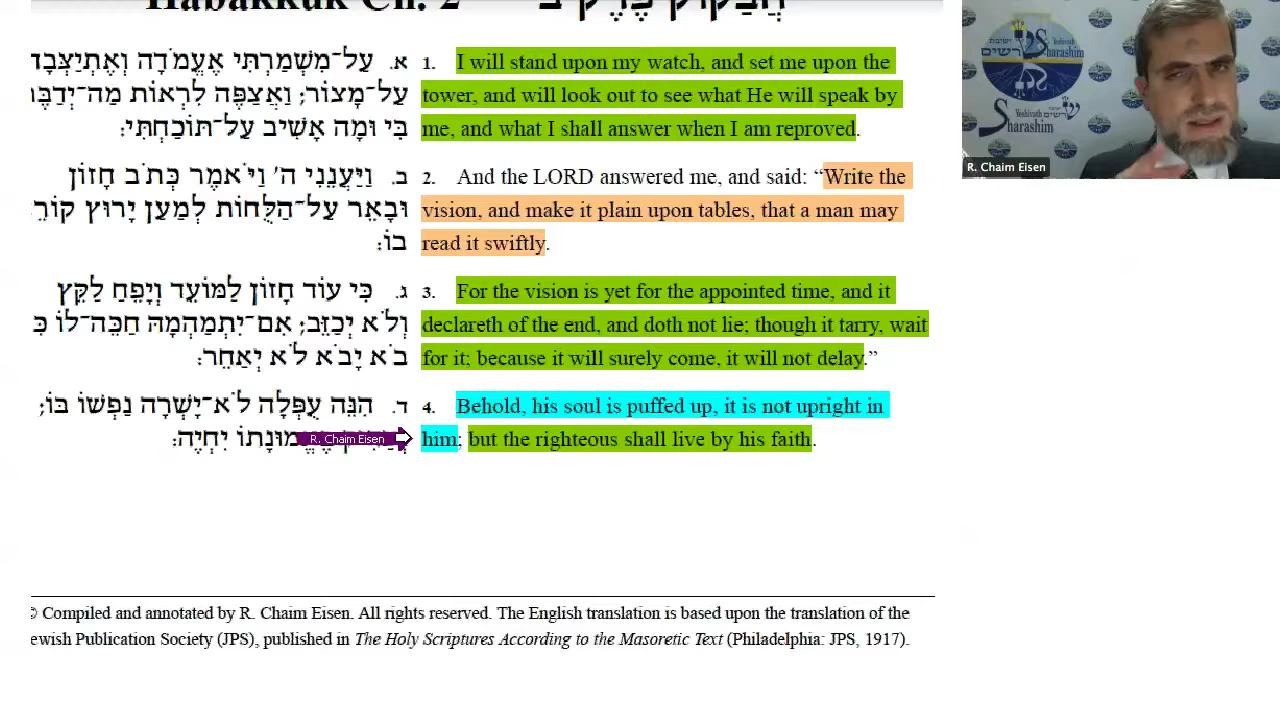 Habakkuk Ch. 2 חֲבַקּוּק פֶּרֶק ב
א. עַל־מִשְׁמַרְתִּי אֶעֱמֹדָה וְאֶתְיַצְּבָה
עַל־מָצוֹר; וַאֲצַפֶּה לִרְאוֹת מַה־יְדַבֶּר
בִּי וּמָה אָשִׁיב עַל־תּוֹכַחְתִּי:
1. I will stand upon my watch, and set me upon the
tower, and will look out to see what He will speak by
me, and what I shall answer when I am reproved.
ב. וַיַּעֲנֵנִי ה' וַיֹּאמֶר כְּתֹב חָזוֹן
וּבָאֵר עַל־הַלֻּחוֹת לְמַעַן יָרוּץ קוֹרֵ
בוֹ:
2. And the LORD answered me, and said: “Write the
vision, and make it plain upon tables, that a man may
read it swiftly.
ג. כִּי עוֹד חָזוֹן לַמּוֹעֵד וְיָפֵחַ לַקֵּץ
וְלֹא יְכַזֵּב; אִם־יִתְמַהְמָהּ חַכֵּה־לוֹ כִּ
בֹא יָבֹא לֹא יְאַחֵר:
3. For the vision is yet for the appointed time, and it
declareth of the end, and doth not lie; though it tarry, wait
for it; because it will surely come, it will not delay.”
ד. הִנֵּה עֻפְּלָה לֹא־יָשְׁרָה נַפְשׁוֹ בּוֹ;
יִחְיֶה:
4. Behold, his soul is puffed up, it is not upright in
him; but the righteous shall live by his faith.
R. Chaim Eisen
© Compiled and annotated by R. Chaim Eisen. All rights reserved. The English translation is based upon the translation of the
ewish Publication Society (JPS), published in The Holy Scriptures According to the Masoretic Text (Philadelphia: JPS, 1917).
ישיבת
שרשים
Sharashim
Yeshivath
Sharashim
R. Chaim Eisen